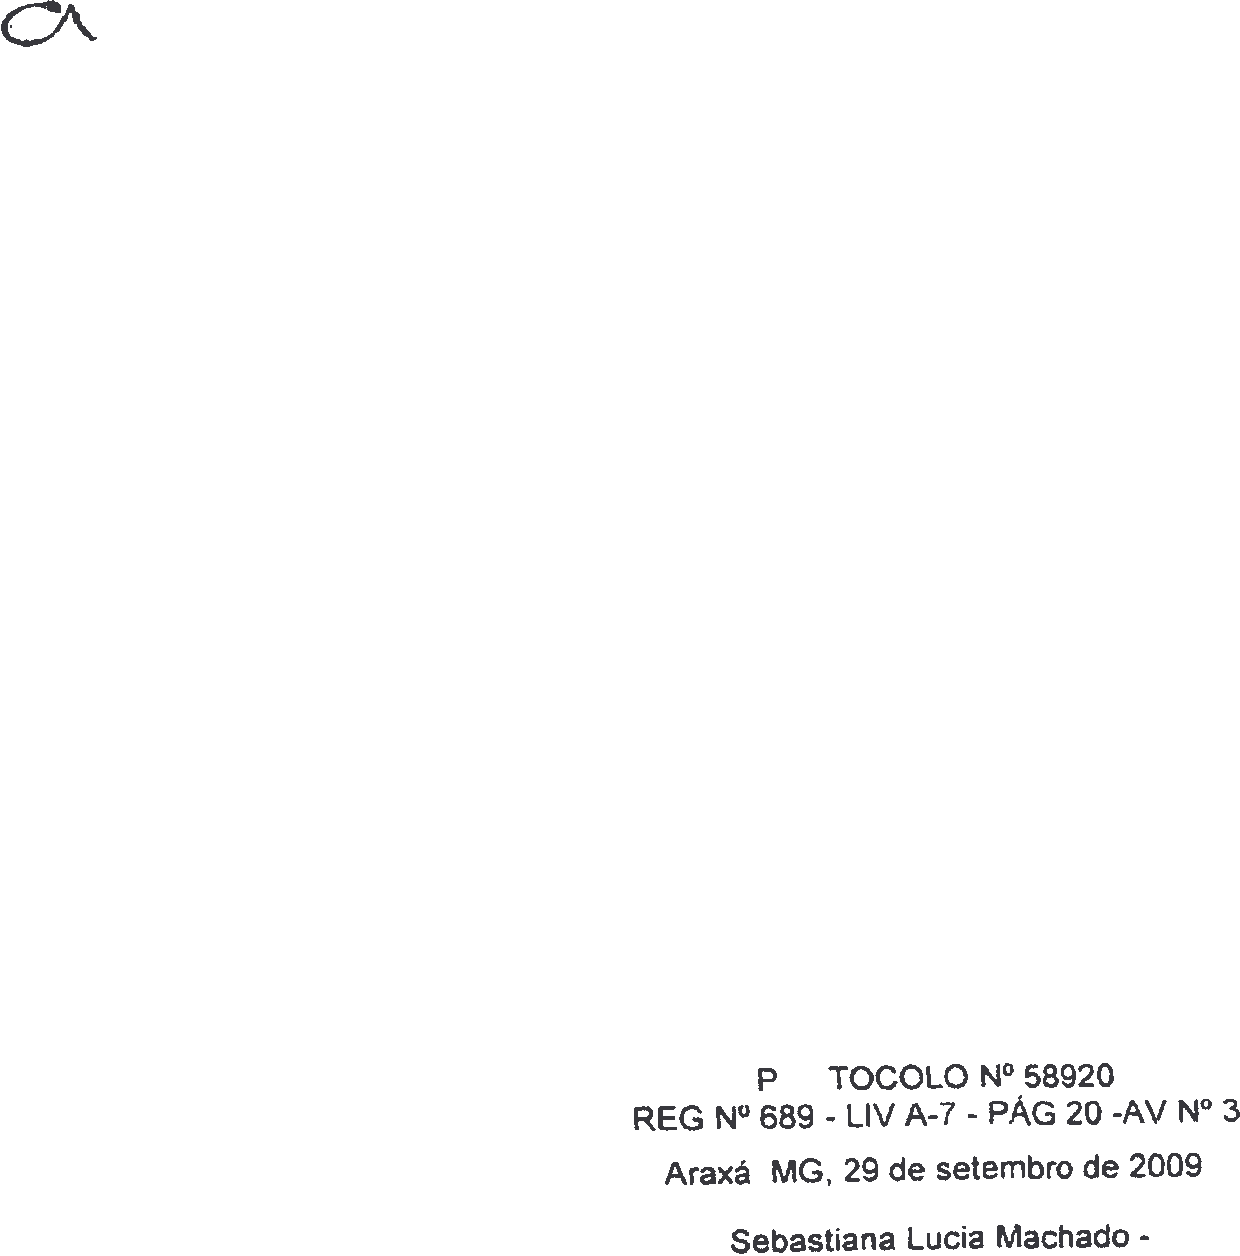 P TOCOLO Nº 58920
REG Nº 689 - LIV A-7 - PÁG 20 -AV Nº 3
Araxá MG, 29 de setembro de 2009
Sebastiana Lucia Machado -